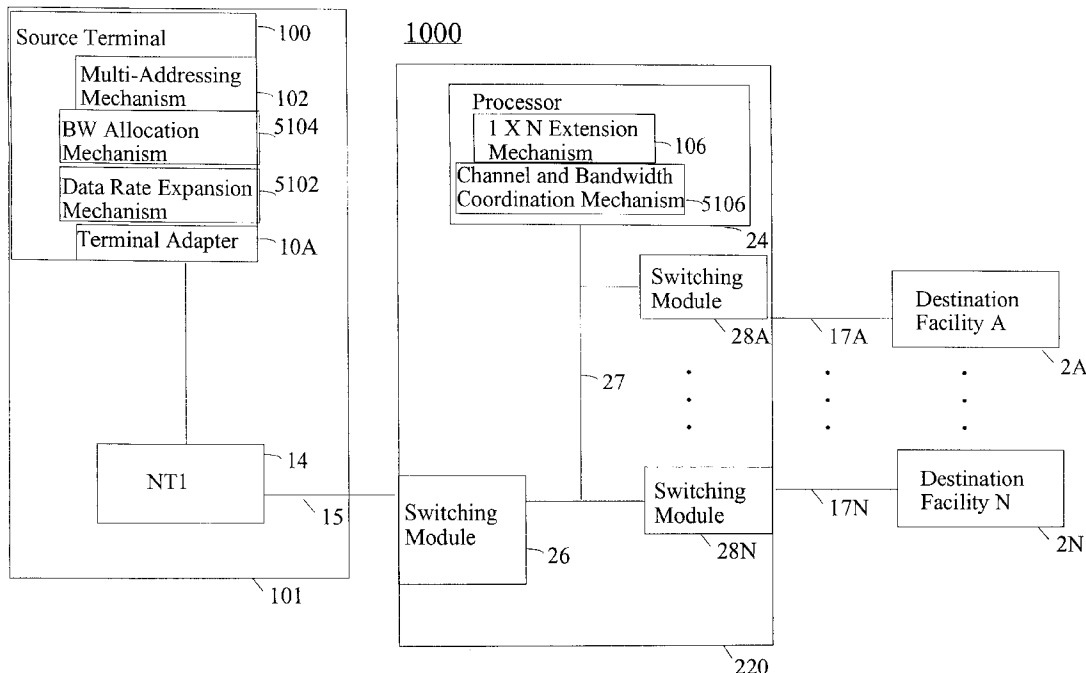 100
Source Terminal
Multi-Addressing
Mechanism
102
BW Allocation
Mechanism
5104
Data Rate Expansion
Mechanism
5102
Terminal Adapter
10A
NT1
14
15
101
1000
Processor
1 X N Extension
Mechanism
106
Channel and Bandwidth
Coordination Mechanism
5106
24
Switching
Module
28A
17A
Destination
Facility A
2A
27
Switching
Module
26
Switching
Module
28N
17N
Destination
Facility N
2N
220